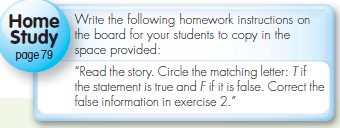 Home
Study
page 79
Write the following homework instructions on
the board for your students to copy in the
space provided:
“Read the story. Circle the matching letter: T if
the statement is true and F if it is false. Correct the
false information in exercise 2.”